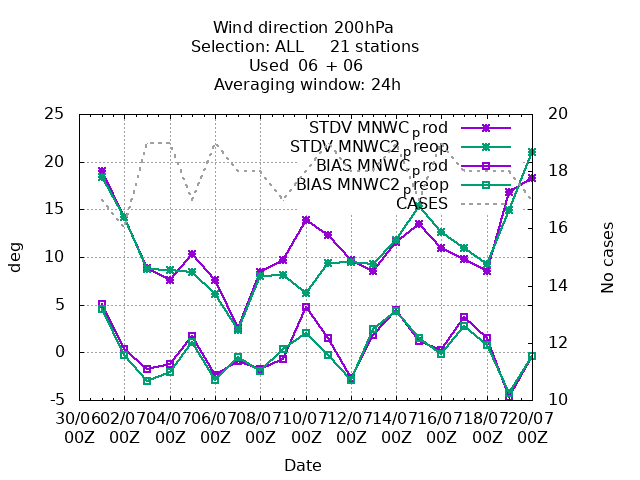 Wind direction 200hPa
Selection: ALL 21 stations
Used 06 + 06
Averaging window: 24h
25
20
15
10
5
0
-5
deg
20
18
16
14
12
10
No cases
STDV MNWC_prod
STDV MNWC2_preop
BIAS MNWC_prod
BIAS MNWC2_preop
CASES
30/06 02/07 04/07 06/07 08/07 10/07 12/07 14/07 16/07 18/07 20/07
00Z 00Z 00Z 00Z 00Z 00Z 00Z 00Z 00Z 00Z 00Z
Date